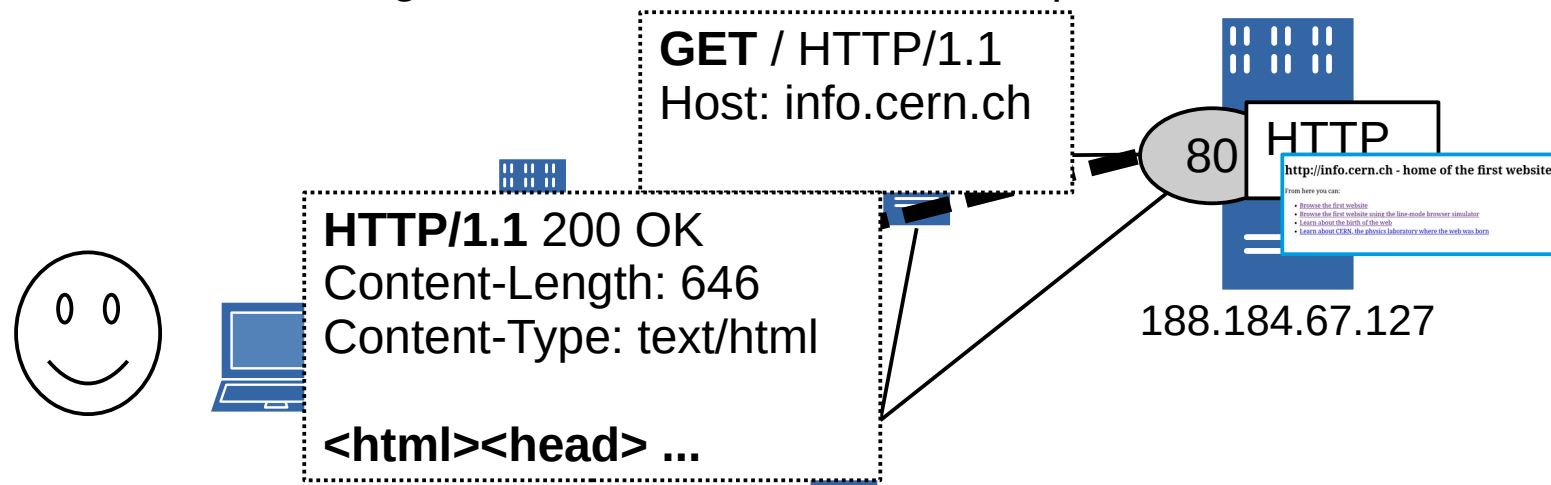 GET / HTTP/1.1
Host: info.cern.ch
HTTP/1.1 200 OK
Content-Length: 646
Content-Type: text/html
<html><head> ...
80
HTTP
http://info.cern.ch - home of the first website
From here you can:
Browse the first website
Browse the first website using the line-mode browser simulator
Learn about the birth of the web
Learn about CERN, the physics laboratory where the web was born
188.184.67.127